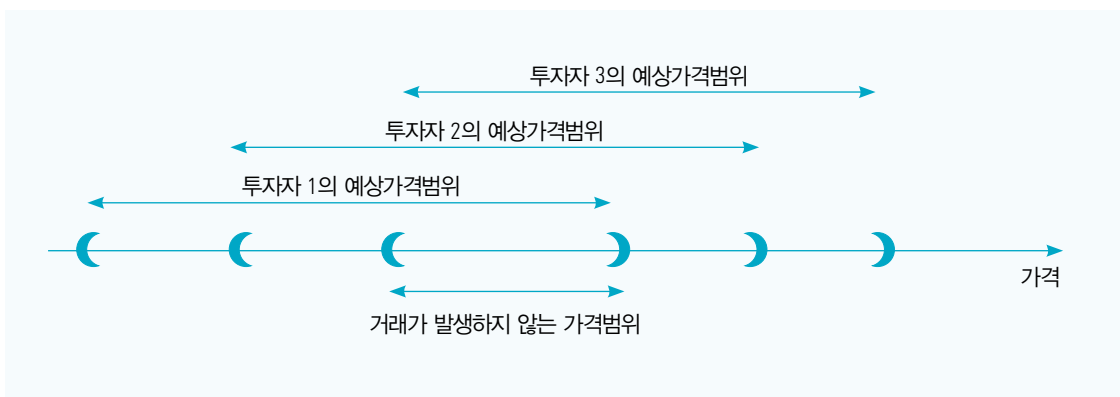 투자자 3의 예상가격범위
투자자 2의 예상가격범위
투자자 1의 예상가격범위
가격
거래가 발생하지 않는 가격범위